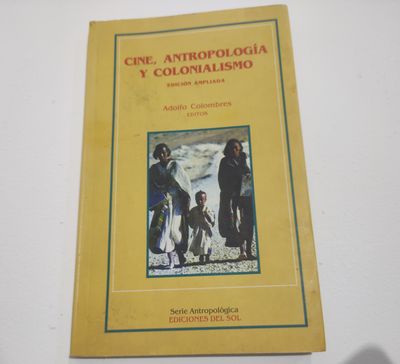 CINE, ANTROPOLOGÍA
Y COLONIALISMO
EDICIÓN AMPLIADA
Adolfo Colombres
EDITOR
Serie Antropológica
EDICIONES DEL SOL